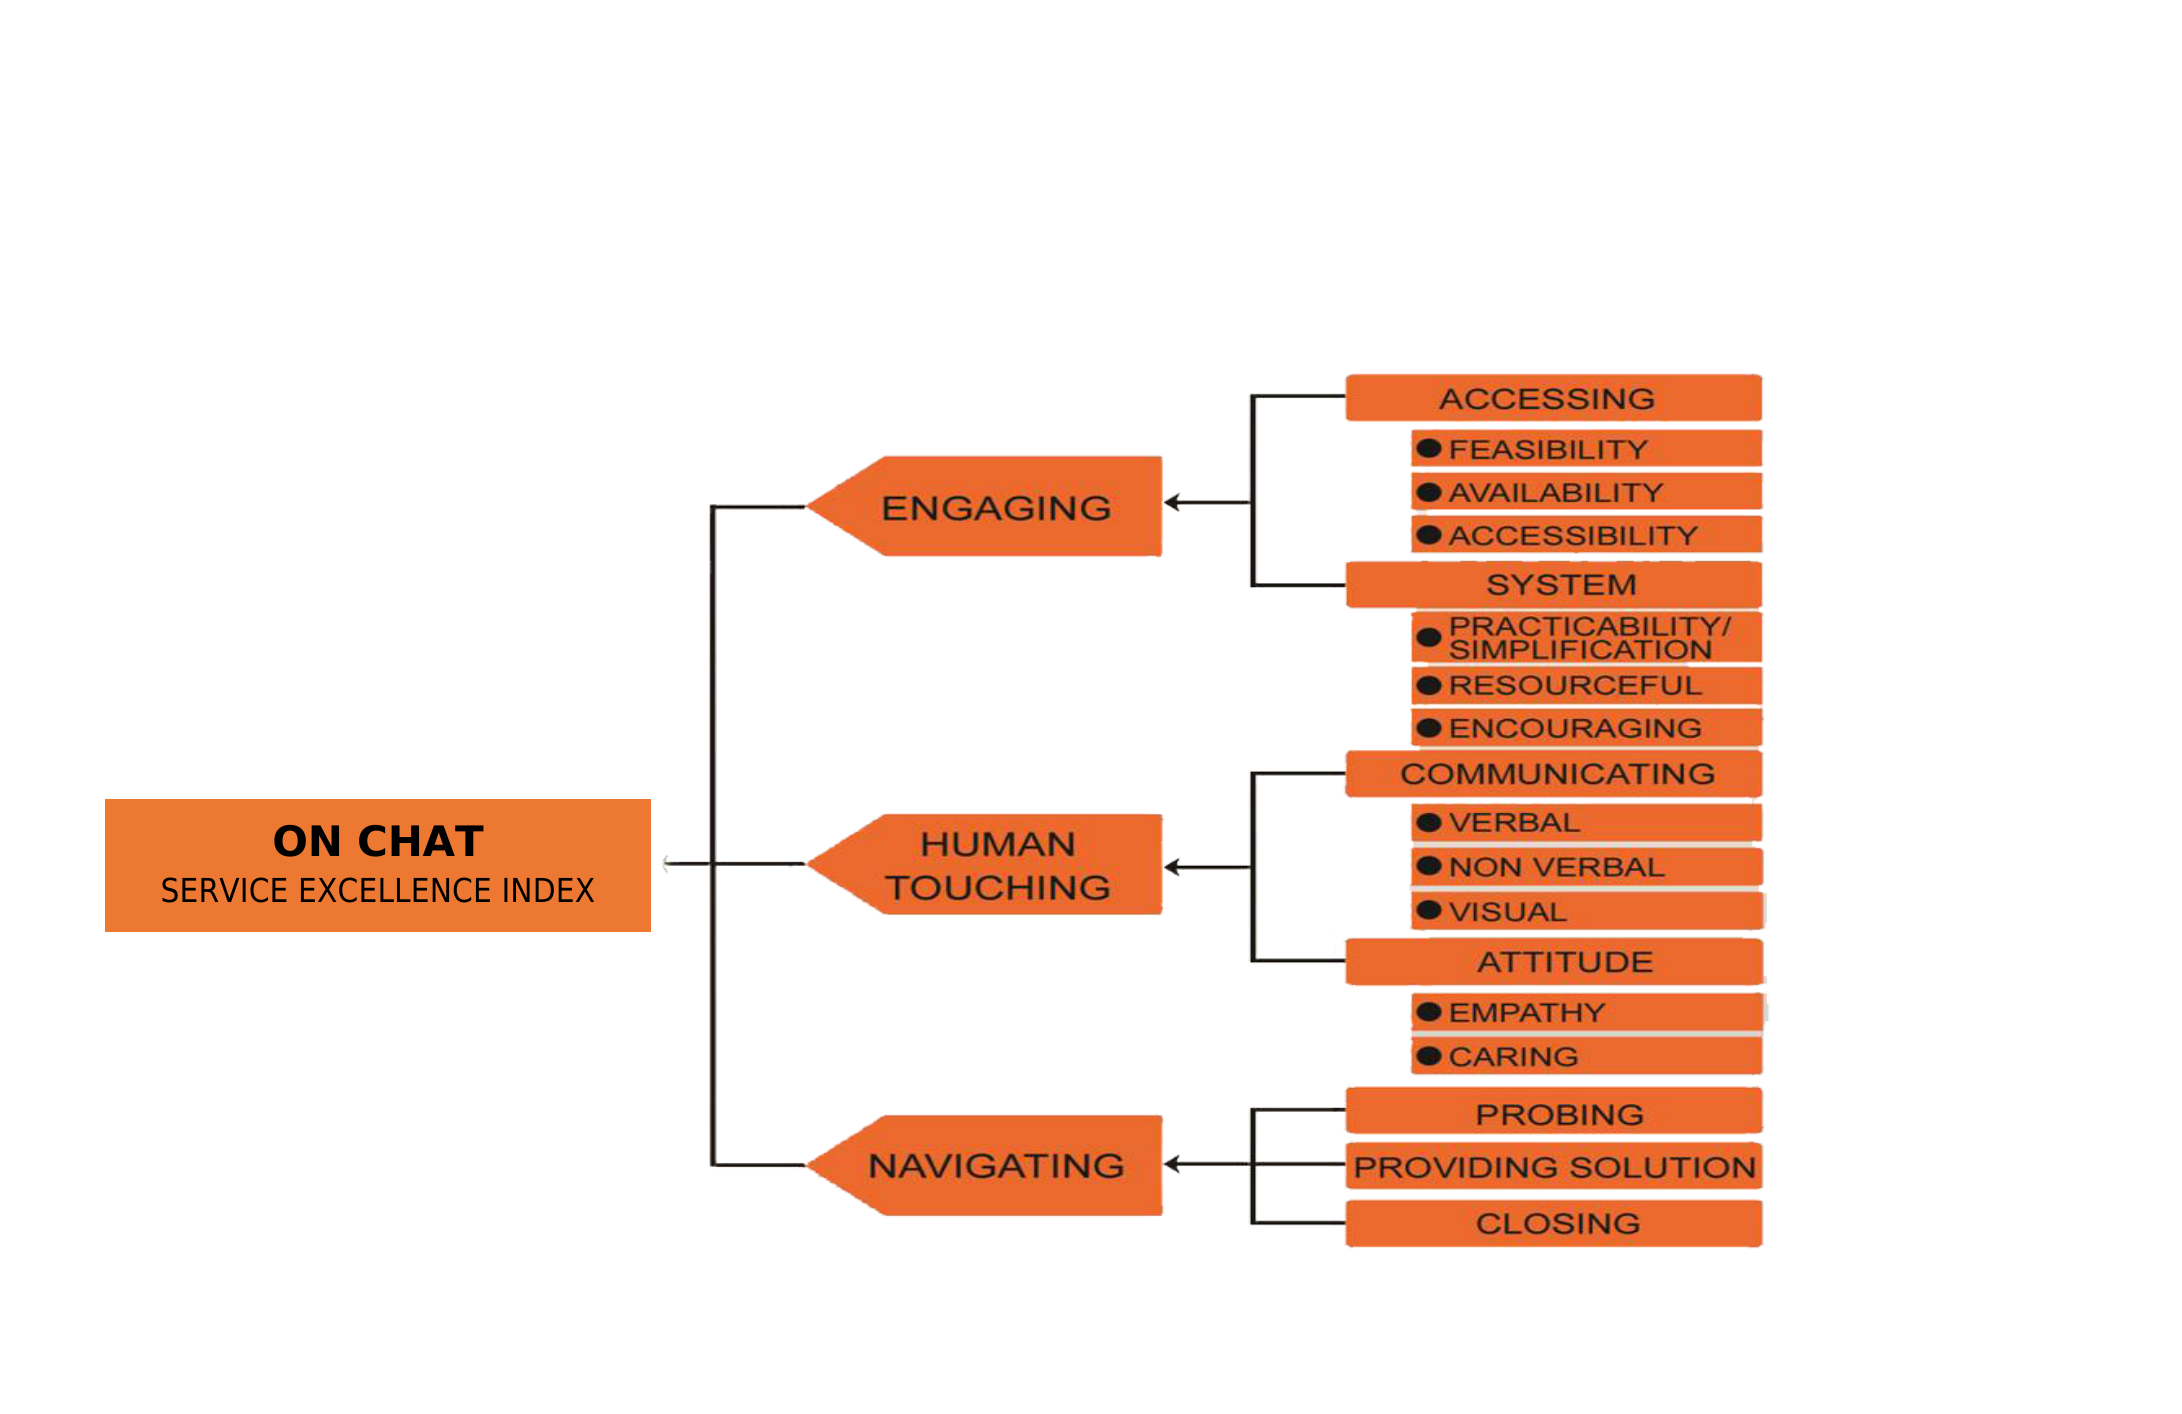 ON CHAT
SERVICE EXCELLENCE INDEX
ENGAGING
ACCESSING
● FEASIBILITY
● AVAILABILITY
● ACCESSIBILITY
SYSTEM
● PRACTICABILITY/
SIMPLIFICATION
● RESOURCEFUL
● ENCOURAGING
HUMAN
TOUCHING
COMMUNICATING
● VERBAL
● NON VERBAL
● VISUAL
ATTITUDE
● EMPATHY
● CARING
NAVIGATING
PROBING
PROVIDING SOLUTION
CLOSING